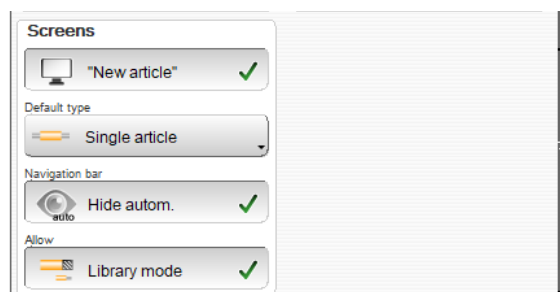 Screens
"New article"
Default type
Single article
Navigation bar
auto
Hide autom.
Allow
Library mode